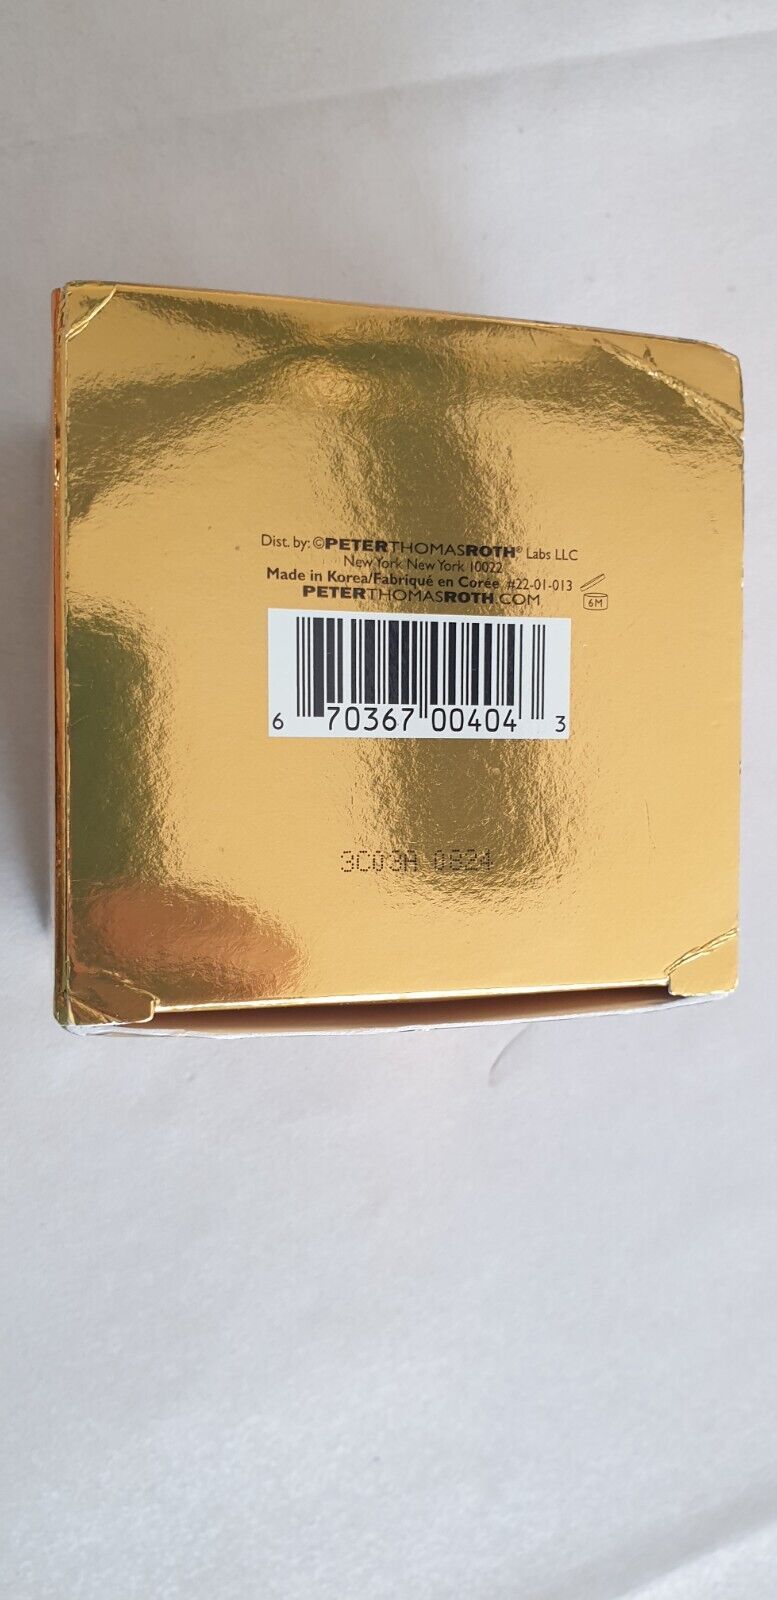 Dist. by: ©PETERTHOMASROTH® Labs LLC
New York New York 10022
Made in Korea/Fabriqué en Corée #22-01-013
PETERTHOMASROTH.COM
6M
6 70367 00404 3
3C03A 0824